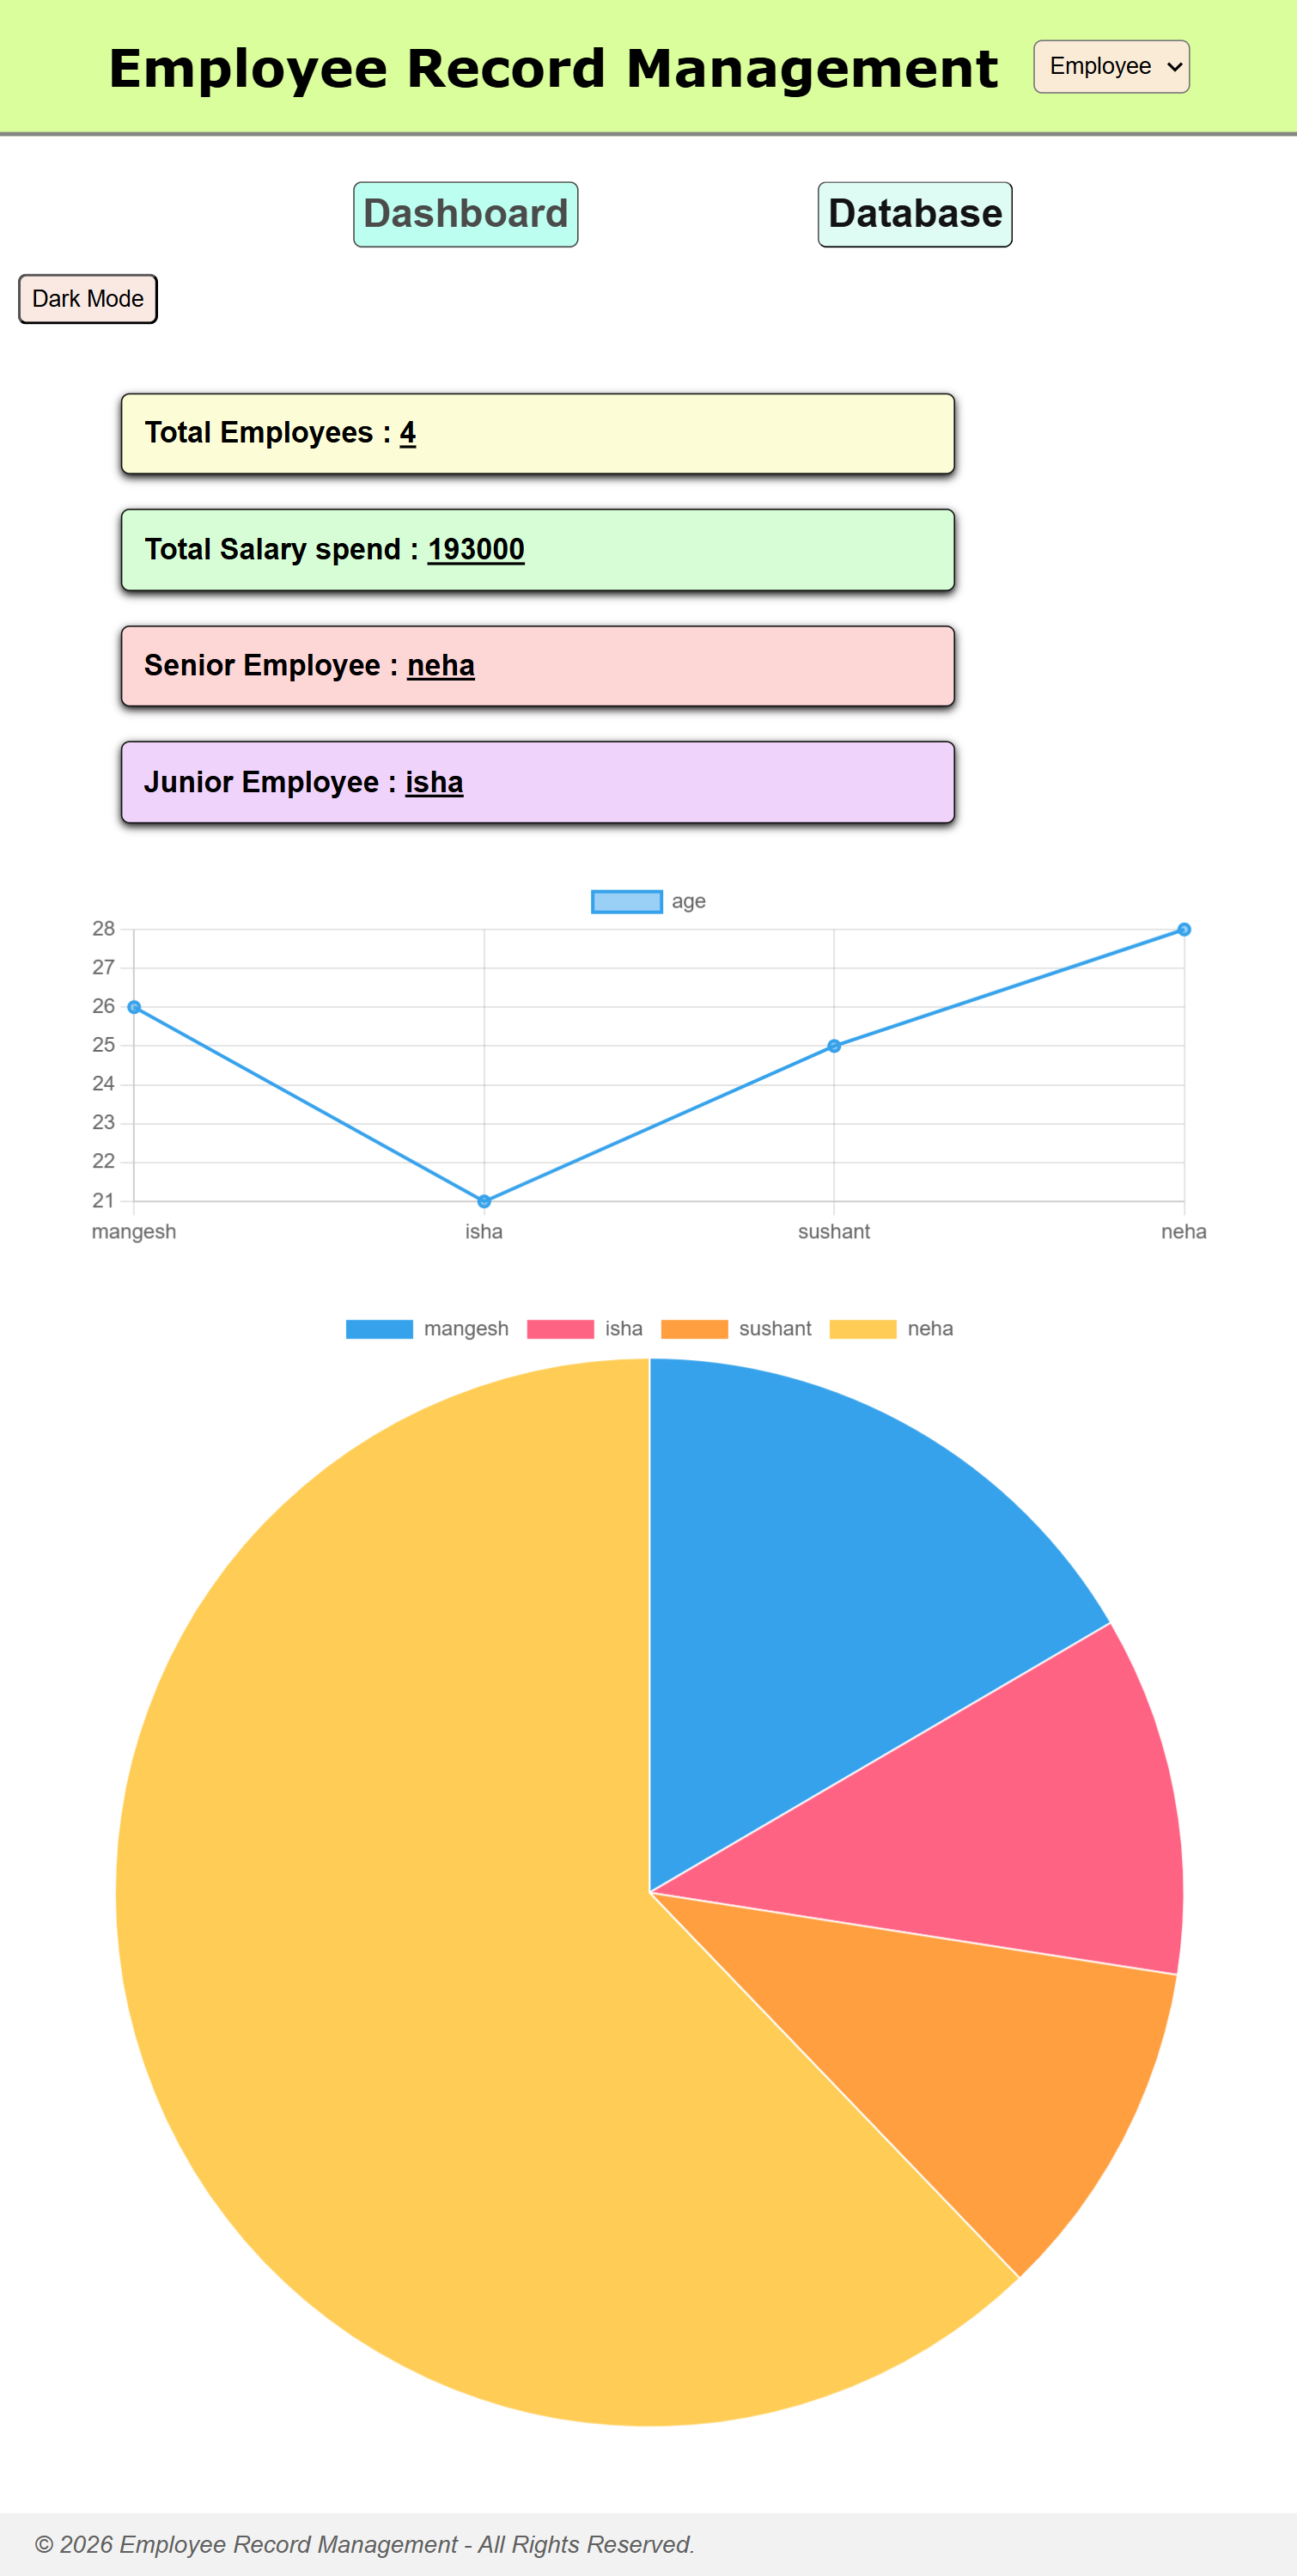 Employee Record Management Employee
Dashboard Database
Dark Mode
Total Employees : 4
Total Salary spend : 193000
Senior Employee : neha
Junior Employee : isha
age
28
27
26
25
24
23
22
21
mangesh isha sushant neha
mangesh isha sushant neha
© 2026 Employee Record Management - All Rights Reserved.